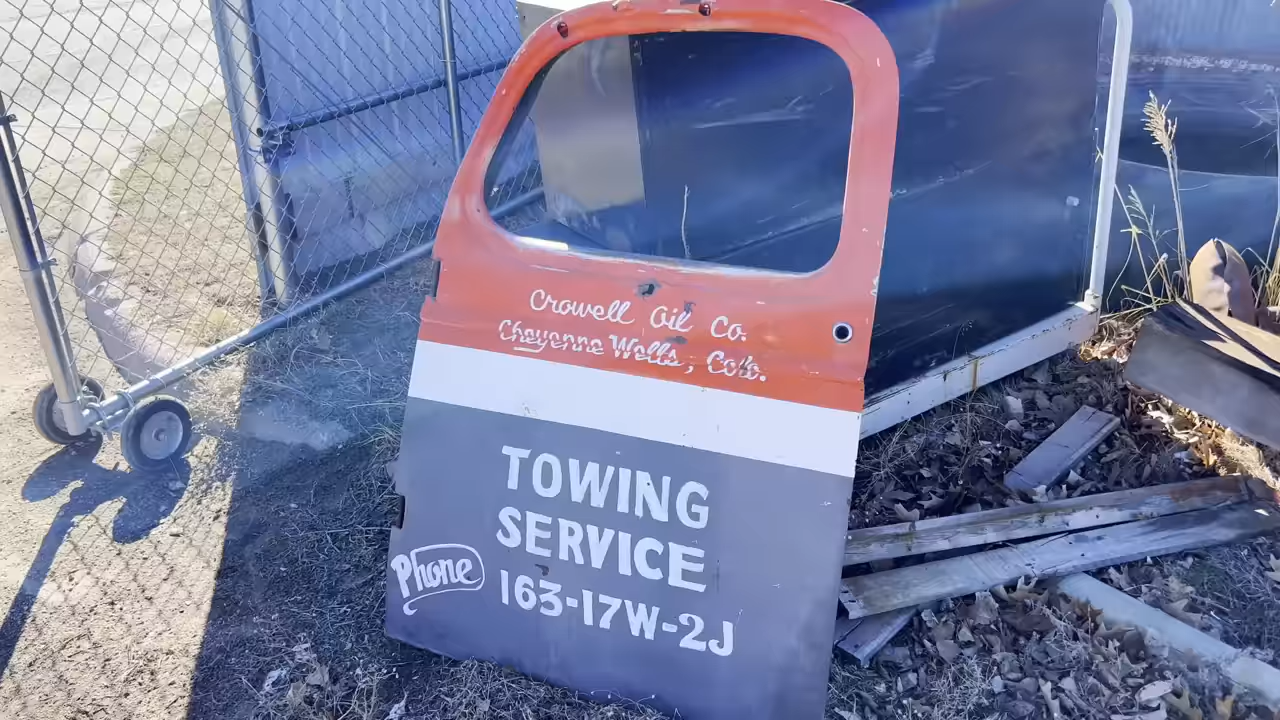 Crowell Oil Co.
Cheyenne Wells, Colo.
TOWING
SERVICE
Phone 163-17W-2J